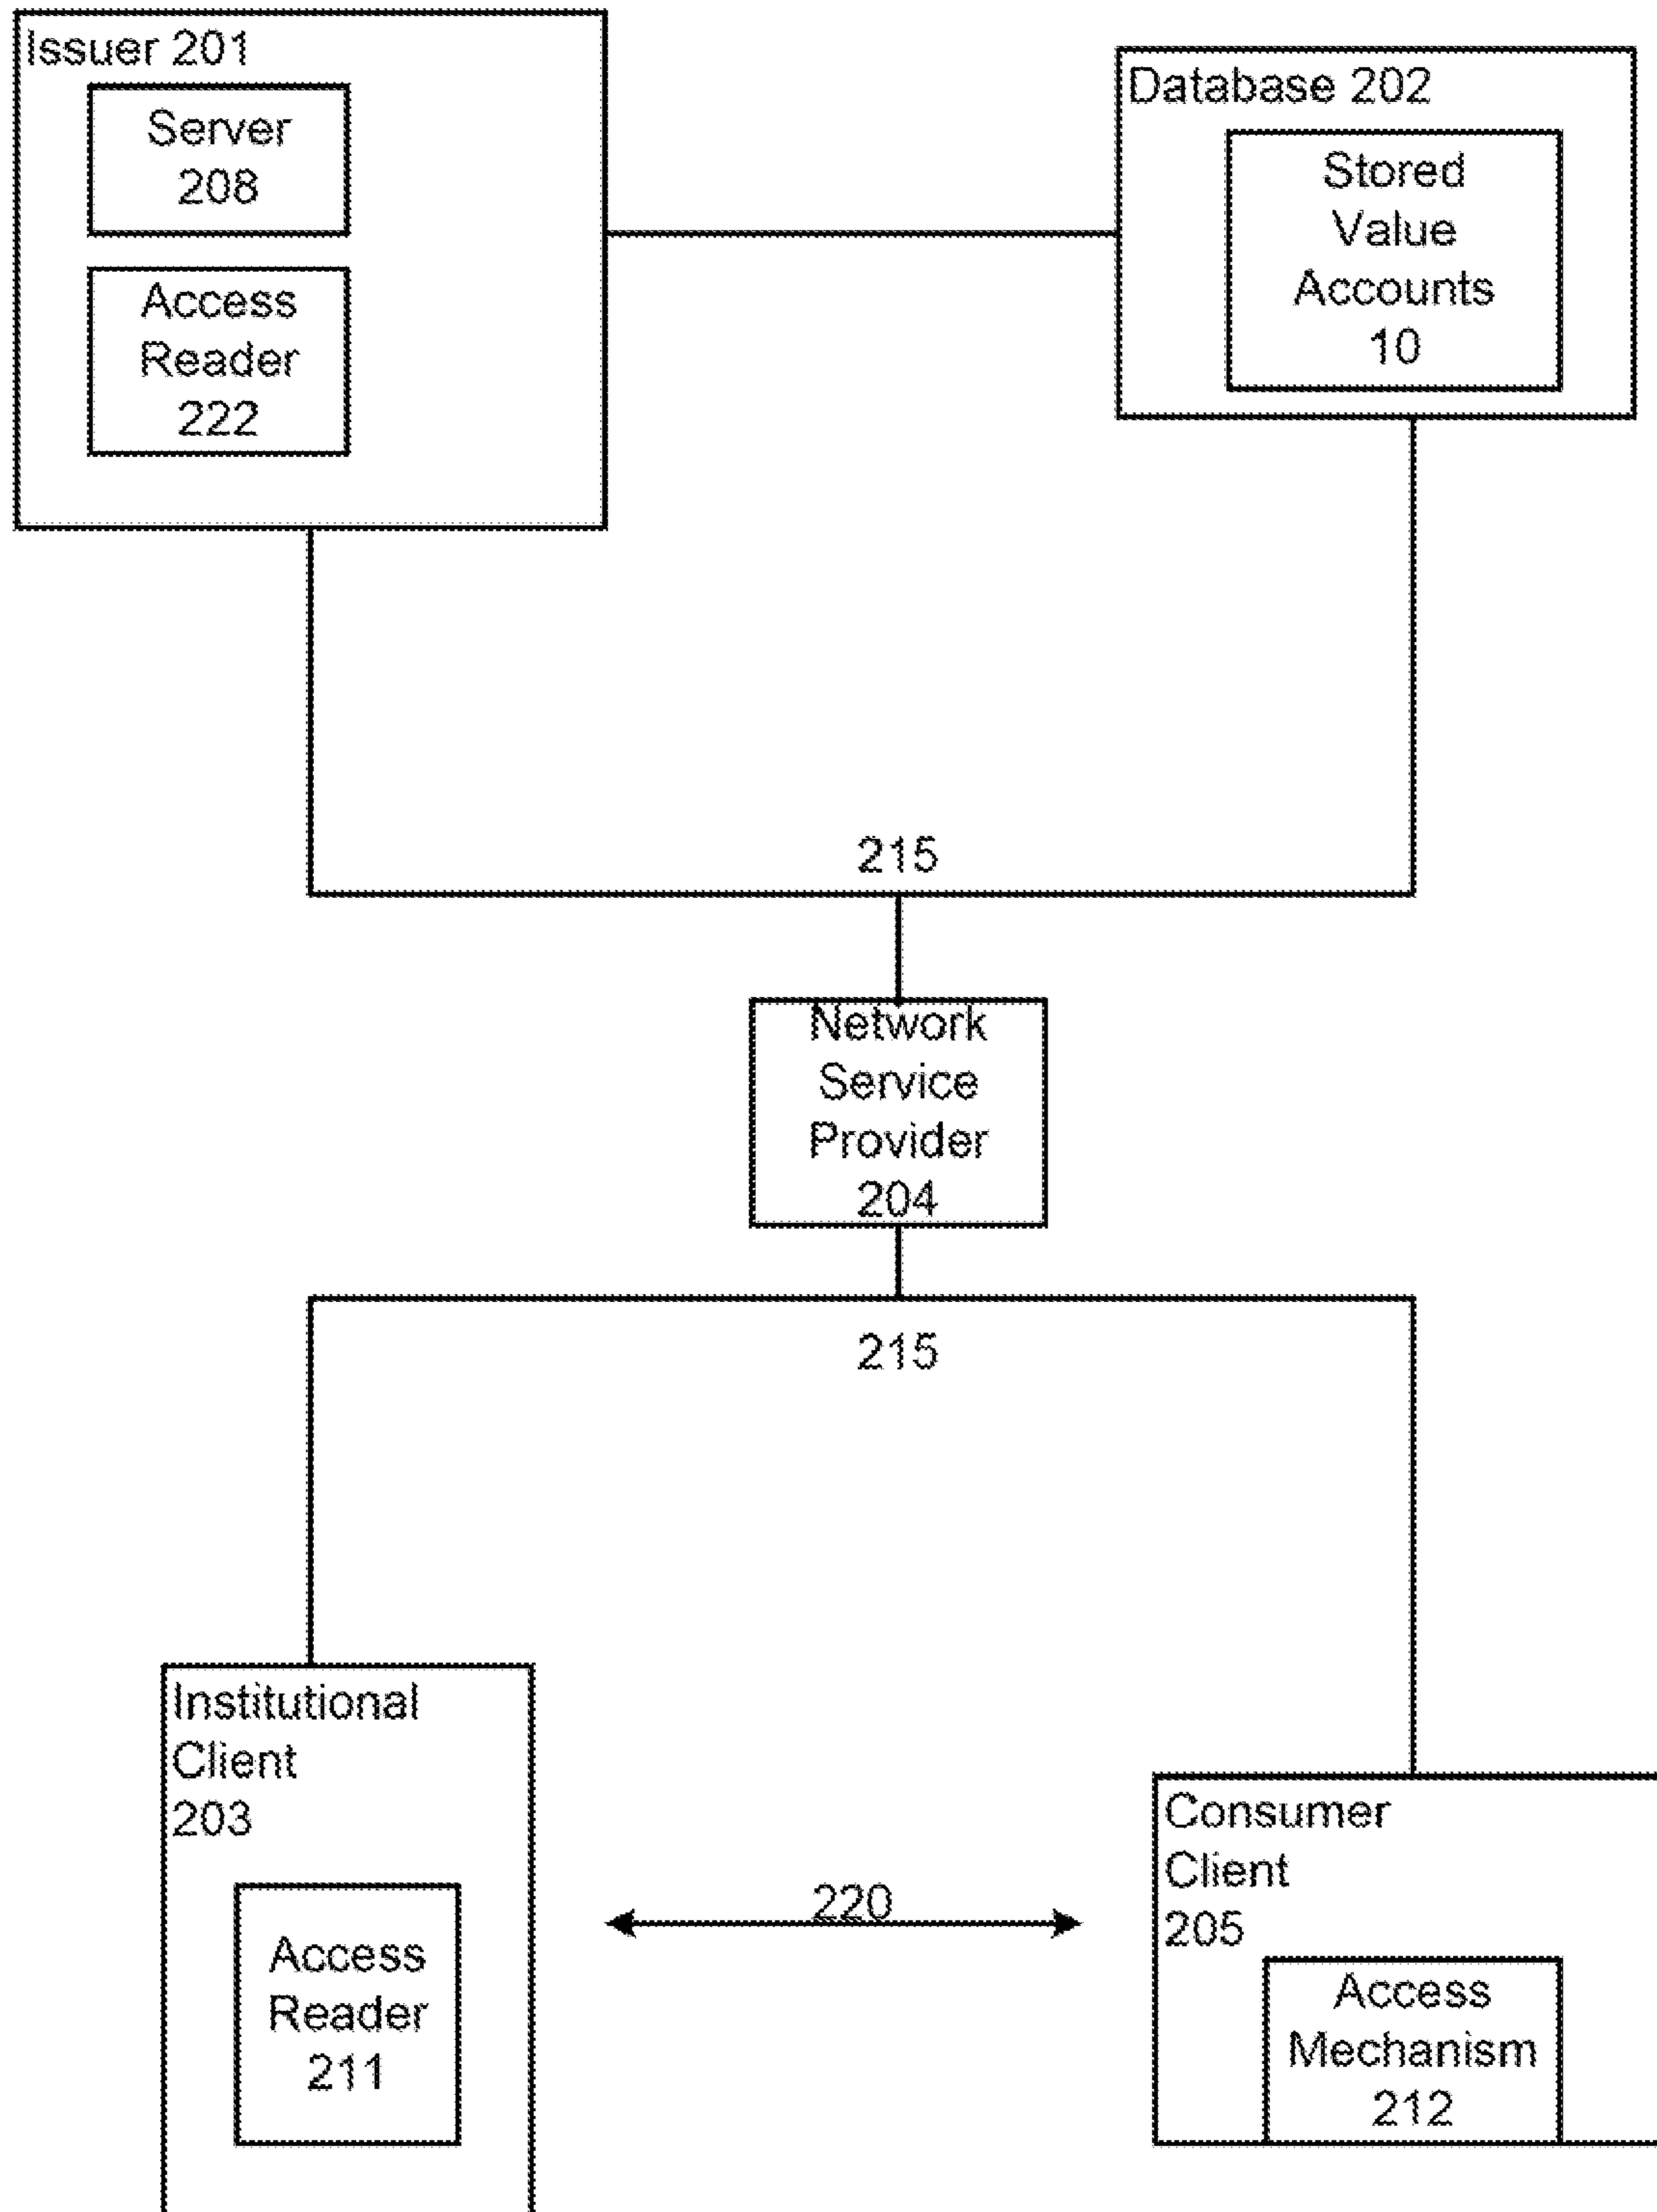 Issuer 201
Server
208
Access
Reader
222
Database 202
Stored
Value
Accounts
10
215
Network
Service
Provider
204
215
Institutional
Client
203
Access
Reader
211
220
Consumer
Client
205
Access
Mechanism
212